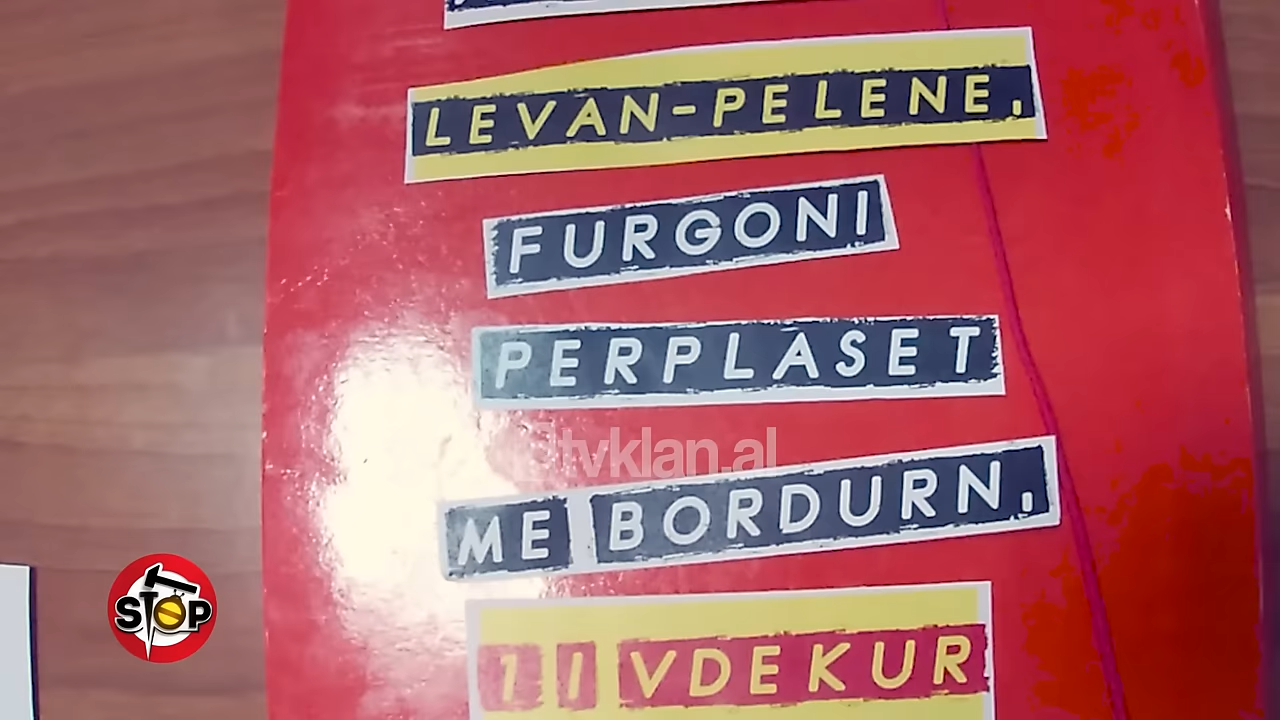 LEVAN-PELENE,
FURGONI
PERPLASET
tvklan.al
ME BORDURN,
1 I VDEKUR
STOP